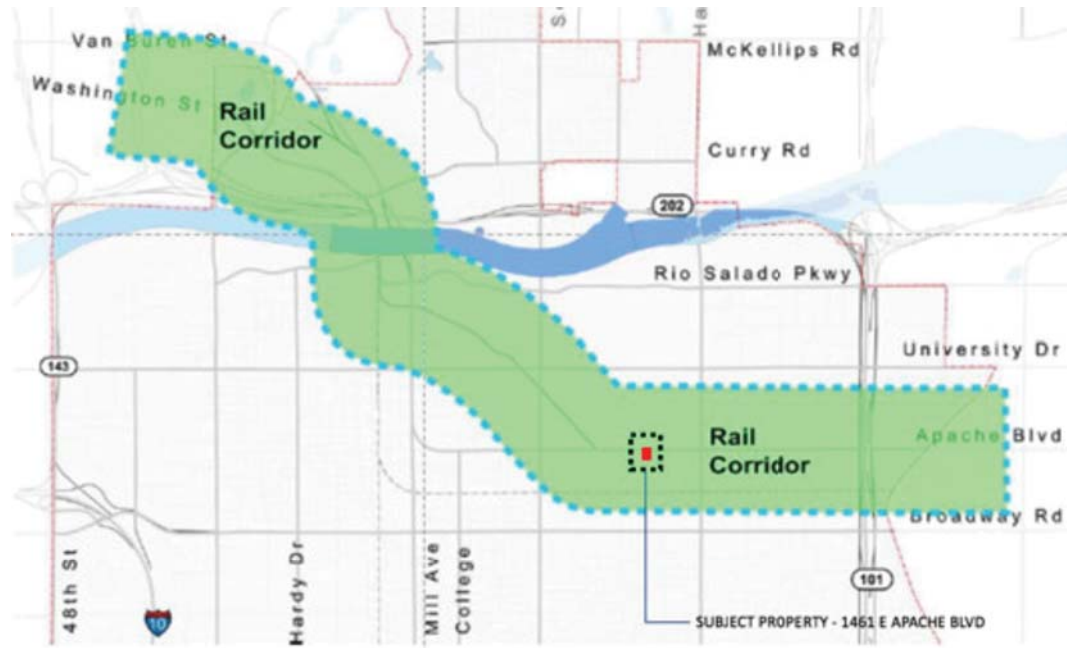 Van Buren St
McKellips Rd
Washington St
Rail
Corridor
Curry Rd
202
Rio Salado Pkwy
University Dr
143
Apache Blvd
Rail
Corridor
Broadway Rd
48th St
Hardy Dr
Mill Ave
College
101
10
SUBJECT PROPERTY - 1461 E APACHE BLVD